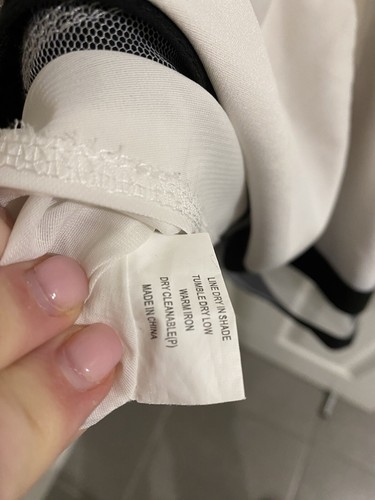 LINE DRY IN SHADE
TUMBLE DRY LOW
WARM IRON
DRY CLEANABLE(P)
MADE IN CHINA